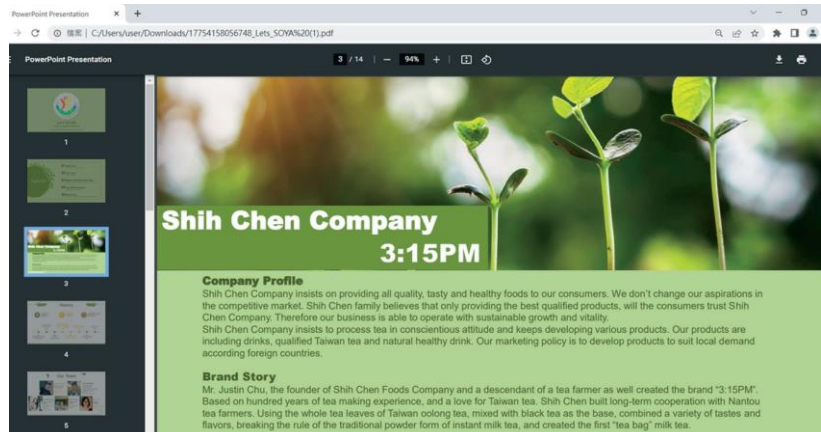 PowerPoint Presentation
檔案 | C:/Users/user/Downloads/17754158056748_Lets_SOYA%20(1).pdf
PowerPoint Presentation
3 / 14
94%
1
2
3
4
5
Shih Chen Company
3:15PM
Company Profile
Shih Chen Company insists on providing all quality, tasty and healthy foods to our consumers. We don't change our aspirations in
the competitive market. Shih Chen family believes that only providing the best qualified products, will the consumers trust Shih
Chen Company. Therefore our business is able to operate with sustainable growth and vitality.
Shih Chen Company insists to process tea in conscientious attitude and keeps developing various products. Our products are
including drinks, qualified Taiwan tea and natural healthy drink. Our marketing policy is to develop products to suit local demand
according foreign countries.
Brand Story
Mr. Justin Chu, the founder of Shih Chen Foods Company and a descendant of a tea farmer as well created the brand "3:15PM".
Based on hundred years of tea making experience, and a love for Taiwan tea. Shih Chen built long-term cooperation with Nantou
tea farmers. Using the whole tea leaves of Taiwan oolong tea, mixed with black tea as the base, combined a variety of tastes and
flavors, breaking the rule of the traditional powder form of instant milk tea, and created the first "tea bag" milk tea.